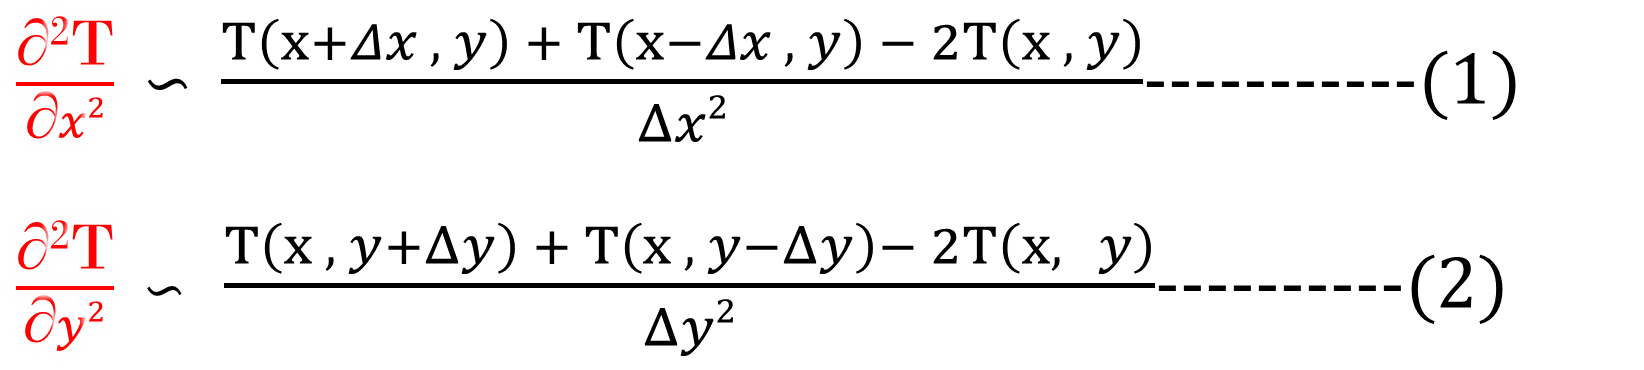 ∂²T/∂x² ∽ T(x+Δx , y) + T(x−Δx , y) − 2T(x , y)/Δx² -----------(1)
∂²T/∂y² ∽ T(x , y+Δy) + T(x , y−Δy)− 2T(x, y)/Δy² ----------(2)